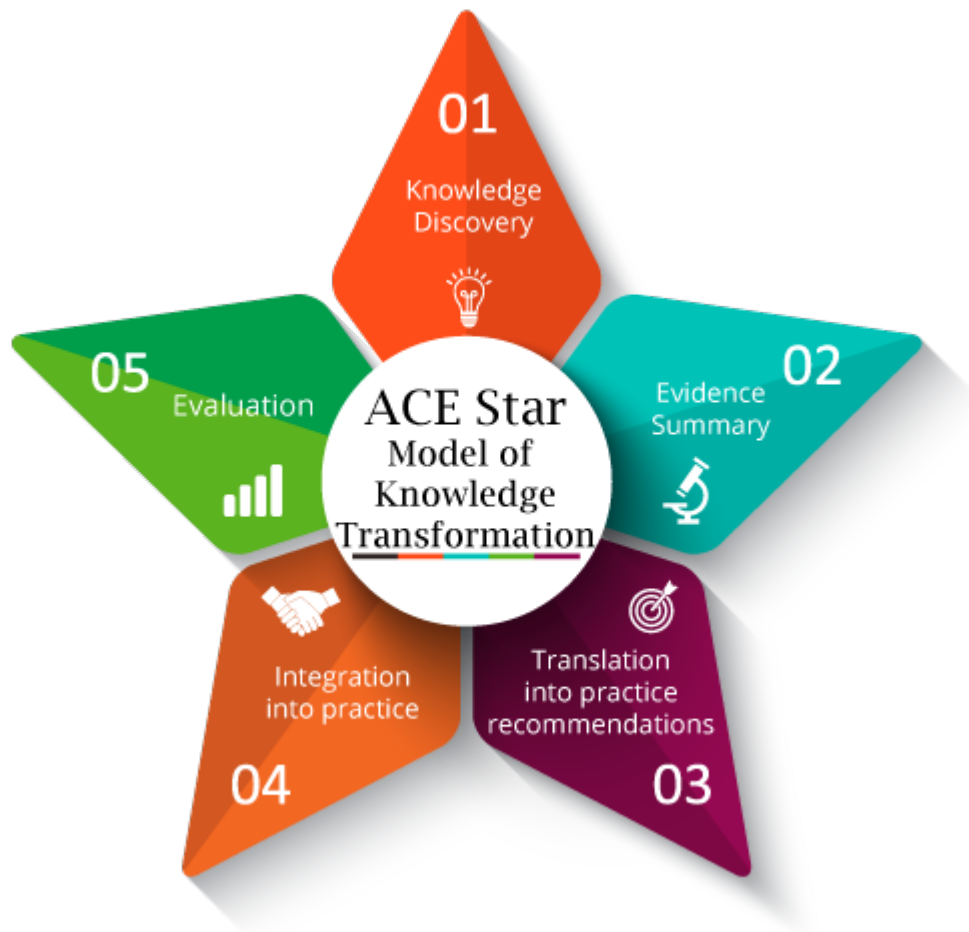 01
Knowledge
Discovery
02
Evidence
Summary
03
Translation
into practice
recommendations
04
Integration
into practice
05
Evaluation
ACE Star
Model of
Knowledge
Transformation